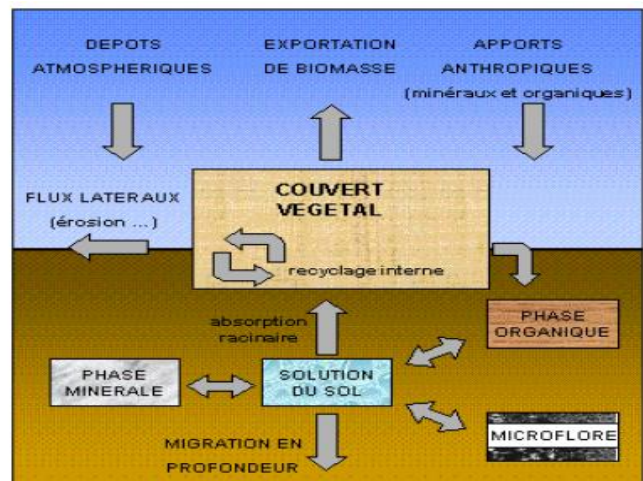 DEPOTS
ATMOSPHERIQUES
EXPORTATION
DE BIOMASSE
APPORTS
ANTHROPIQUES
(minéraux et organiques)
FLUX LATERAUX
(érosion ...)
COUVERT
VEGETAL
recyclage interne
absorption
racinaire
PHASE
ORGANIQUE
PHASE
MINERALE
SOLUTION
DU SOL
MICROFLORE
MIGRATION EN
PROFONDEUR